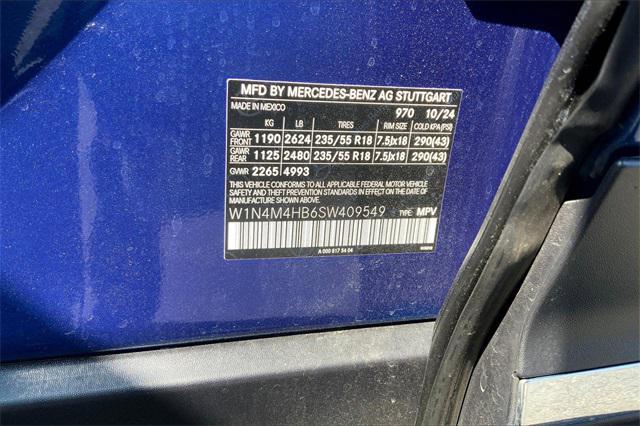 MFD BY MERCEDES-BENZ AG STUTTGART
MADE IN MEXICO 970 10/24
KG LB TIRES RIM SIZE COLD KPA(PSI)
GAWR FRONT 1190 2624 235/55 R18 7.5Jx18 290(43)
GAWR REAR 1125 2480 235/55 R18 7.5Jx18 290(43)
GVWR 2265 4993
THIS VEHICLE CONFORMS TO ALL APPLICABLE FEDERAL MOTOR VEHICLE
SAFETY AND THEFT PREVENTION STANDARDS IN EFFECT ON THE DATE OF
MANUFACTURE SHOWN ABOVE.
W1N4M4HB6SW409549 TYPE: MPV
A 000 817 54 04